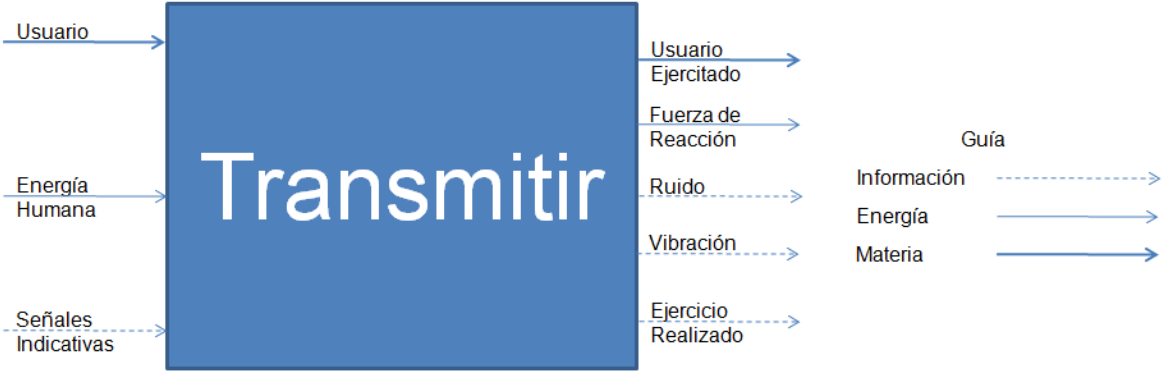 Usuario
Energía
Humana
Señales
Indicativas
Transmitir
Usuario
Ejercitado
Fuerza de
Reacción
Ruido
Vibración
Ejercicio
Realizado
Guía
Información
Energía
Materia